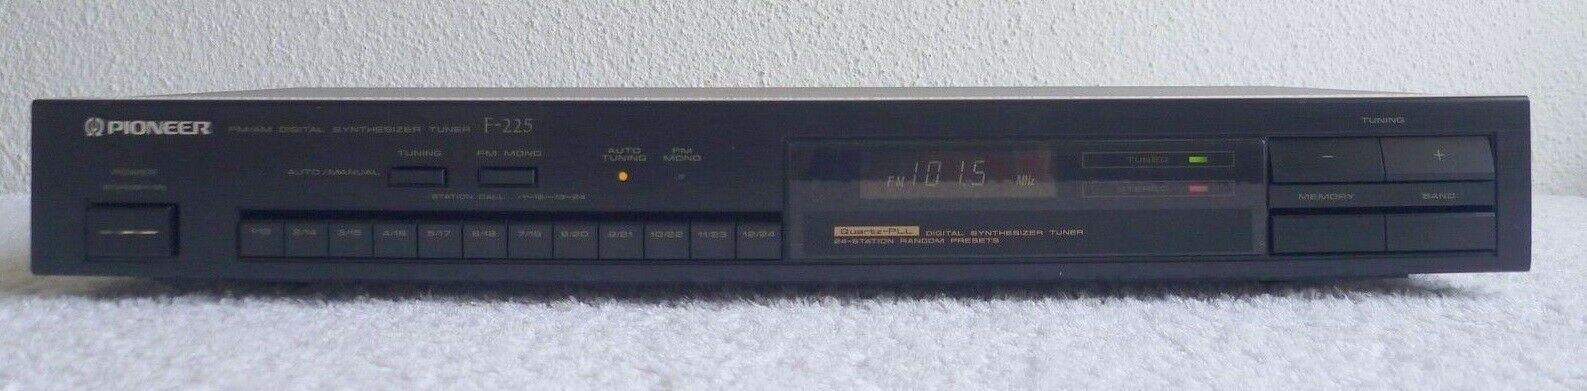 PIONEER FM/AM DIGITAL SYNTHESIZER TUNER F-225
POWER
AUTO/MANUAL
TUNING
FM MONO
AUTO TUNING
FM MONO
STATION CALL
1/13 2/14 3/15 4/16 5/17 6/18 7/19 8/20 9/21 10/22 11/23 12/24
FM 101.5 MHz
TUNED
STEREO
Quartz-PLL DIGITAL SYNTHESIZER TUNER
24-STATION RANDOM PRESETS
TUNING
− +
MEMORY BAND